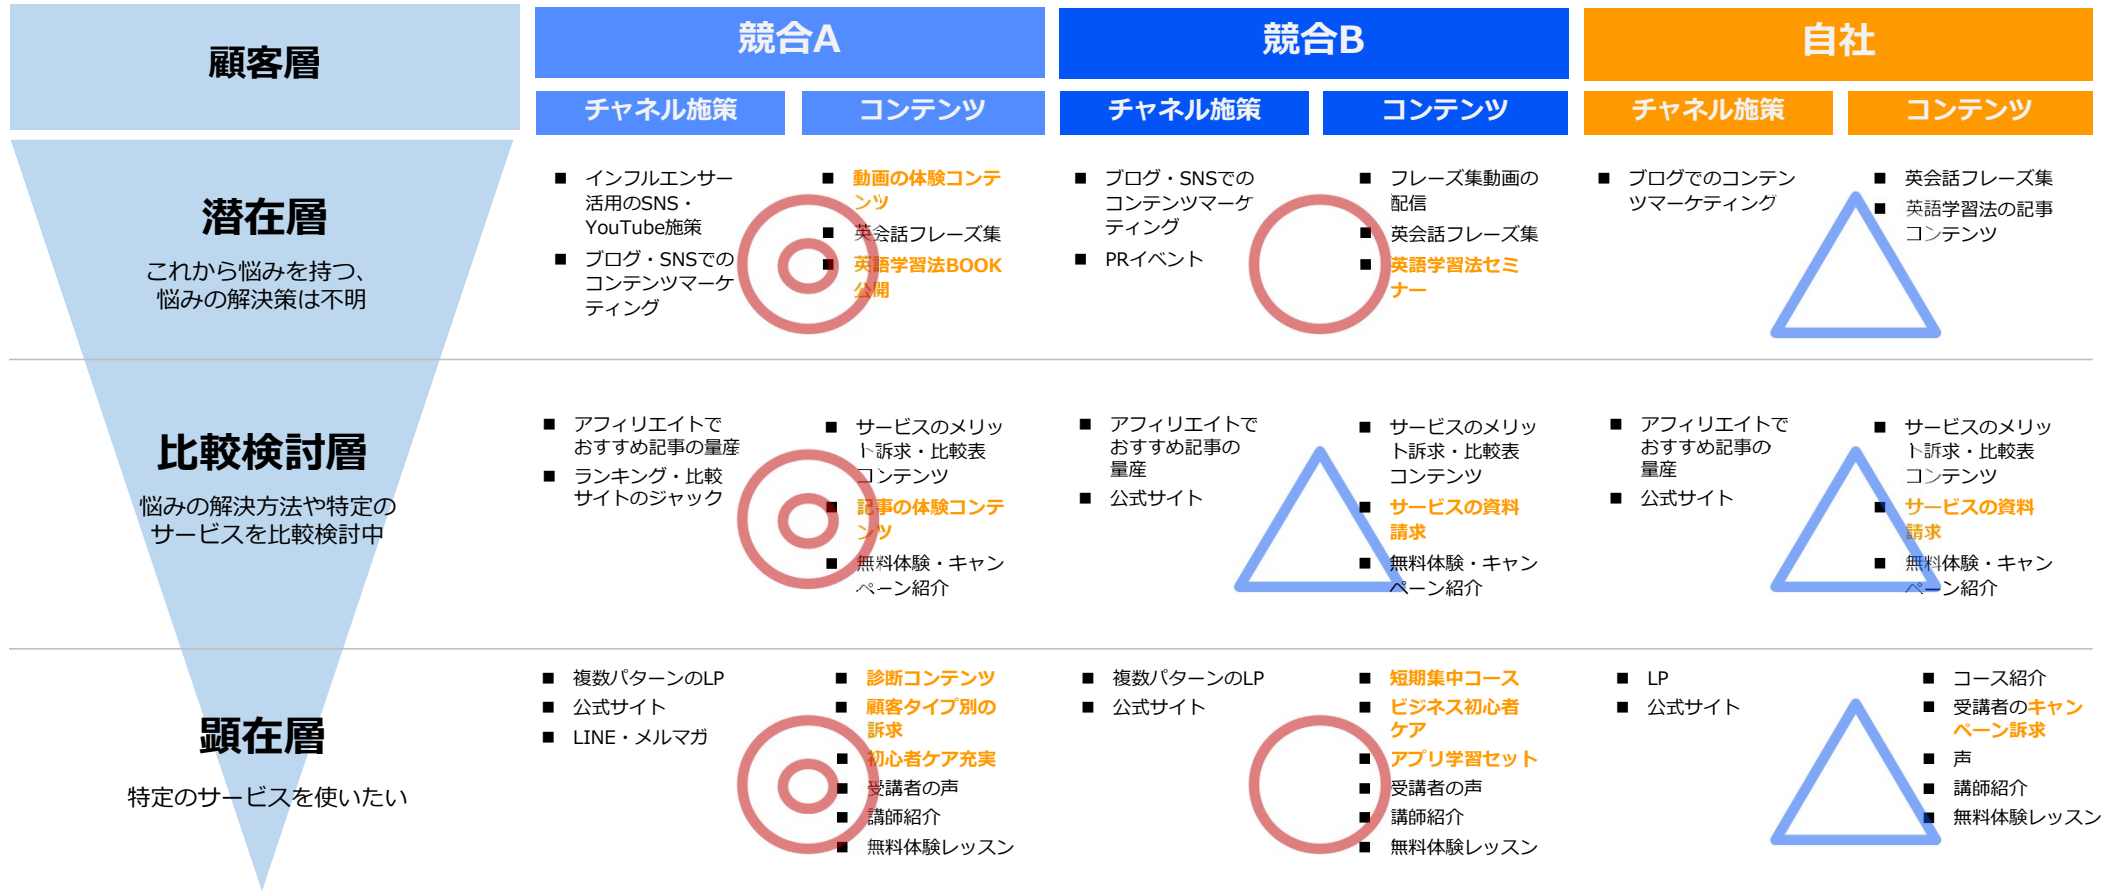 顧客層
競合A
競合B
自社
チャネル施策
コンテンツ
チャネル施策
コンテンツ
チャネル施策
コンテンツ
潜在層
これから悩みを持つ、
悩みの解決策は不明
■ インフルエンサー
活用のSNS・
YouTube施策
■ ブログ・SNSでの
コンテンツマーケ
ティング
■ 動画の体験コンテ
ンツ
■ 英会話フレーズ集
■ 英語学習法BOOK
公開
■ ブログ・SNSでの
コンテンツマーケ
ティング
■ PRイベント
■ フレーズ集動画の
配信
■ 英会話フレーズ集
■ 英語学習法セミ
ナー
■ ブログでのコンテン
ツマーケティング
■ 英会話フレーズ集
■ 英語学習法の記事
コンテンツ
比較検討層
悩みの解決方法や特定の
サービスを比較検討中
■ アフィリエイトで
おすすめ記事の量産
■ ランキング・比較
サイトのジャック
■ サービスのメリッ
ト訴求・比較表
コンテンツ
■ 記事の体験コンテ
ンツ
■ 無料体験・キャン
ペーン紹介
■ アフィリエイトで
おすすめ記事の
量産
■ 公式サイト
■ サービスのメリッ
ト訴求・比較表
コンテンツ
■ サービスの資料
請求
■ 無料体験・キャン
ペーン紹介
■ アフィリエイトで
おすすめ記事の
量産
■ 公式サイト
■ サービスのメリッ
ト訴求・比較表
コンテンツ
■ サービスの資料
請求
■ 無料体験・キャン
ペーン紹介
顕在層
特定のサービスを使いたい
■ 複数パターンのLP
■ 公式サイト
■ LINE・メルマガ
■ 診断コンテンツ
■ 顧客タイプ別の
訴求
■ 初心者ケア充実
■ 受講者の声
■ 講師紹介
■ 無料体験レッスン
■ 複数パターンのLP
■ 公式サイト
■ 短期集中コース
■ ビジネス初心者
ケア
■ アプリ学習セット
■ 受講者の声
■ 講師紹介
■ 無料体験レッスン
■ LP
■ 公式サイト
■ コース紹介
■ 受講者のキャン
ペーン訴求
■ 声
■ 講師紹介
■ 無料体験レッスン